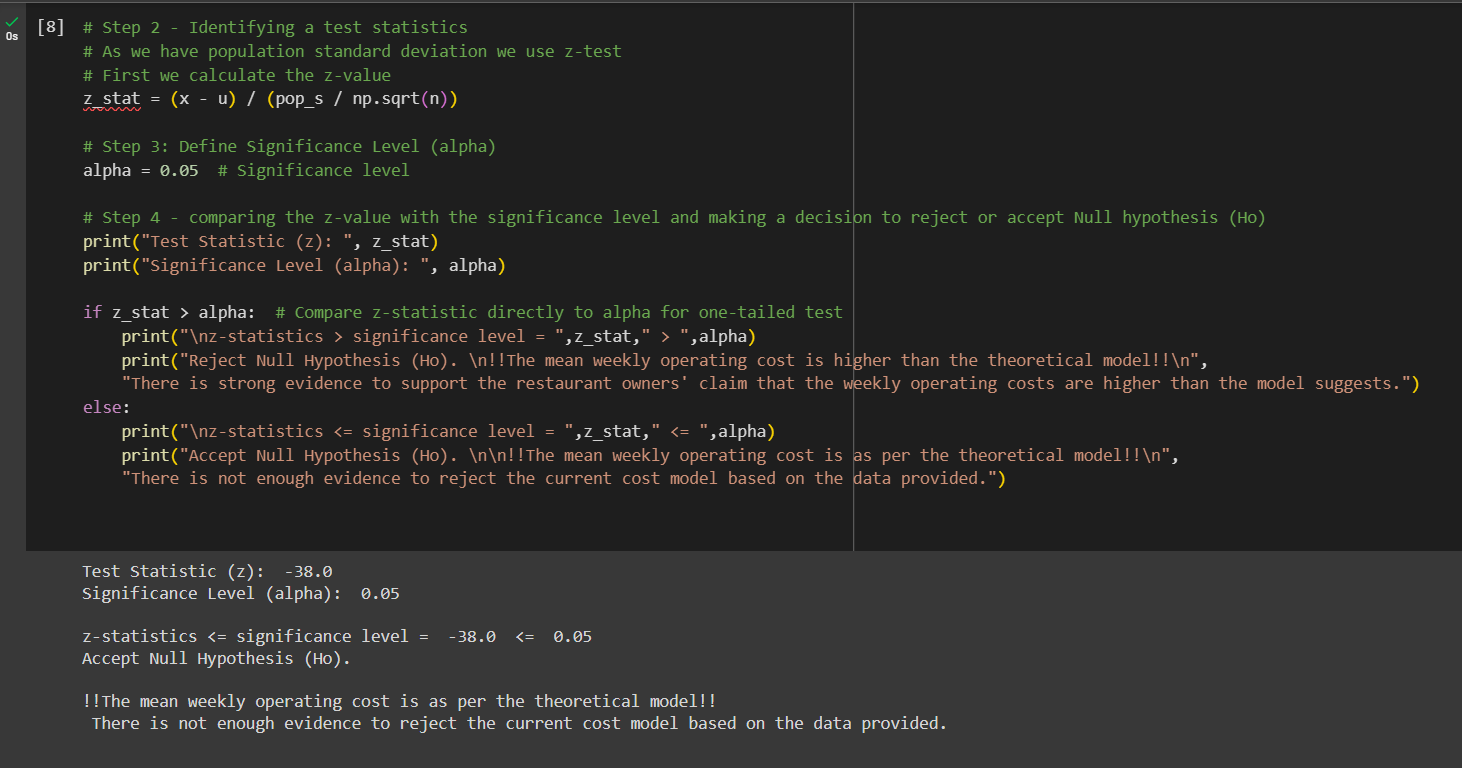 [8] # Step 2 - Identifying a test statistics
0s # As we have population standard deviation we use z-test
# First we calculate the z-value
z_stat = (x - u) / (pop_s / np.sqrt(n))
# Step 3: Define Significance Level (alpha)
alpha = 0.05  # Significance level
# Step 4 - comparing the z-value with the significance level and making a decision to reject or accept Null hypothesis (Ho)
print("Test Statistic (z): ", z_stat)
print("Significance Level (alpha): ", alpha)
if z_stat > alpha:  # Compare z-statistic directly to alpha for one-tailed test
    print("\nz-statistics > significance level = ",z_stat," > ",alpha)
    print("Reject Null Hypothesis (Ho). \n!!The mean weekly operating cost is higher than the theoretical model!!\n",
    "There is strong evidence to support the restaurant owners' claim that the weekly operating costs are higher than the model suggests.")
else:
    print("\nz-statistics <= significance level = ",z_stat," <= ",alpha)
    print("Accept Null Hypothesis (Ho). \n\n!!The mean weekly operating cost is as per the theoretical model!!\n",
    "There is not enough evidence to reject the current cost model based on the data provided.")
Test Statistic (z):  -38.0
Significance Level (alpha):  0.05
z-statistics <= significance level =  -38.0  <=  0.05
Accept Null Hypothesis (Ho).
!!The mean weekly operating cost is as per the theoretical model!!
 There is not enough evidence to reject the current cost model based on the data provided.